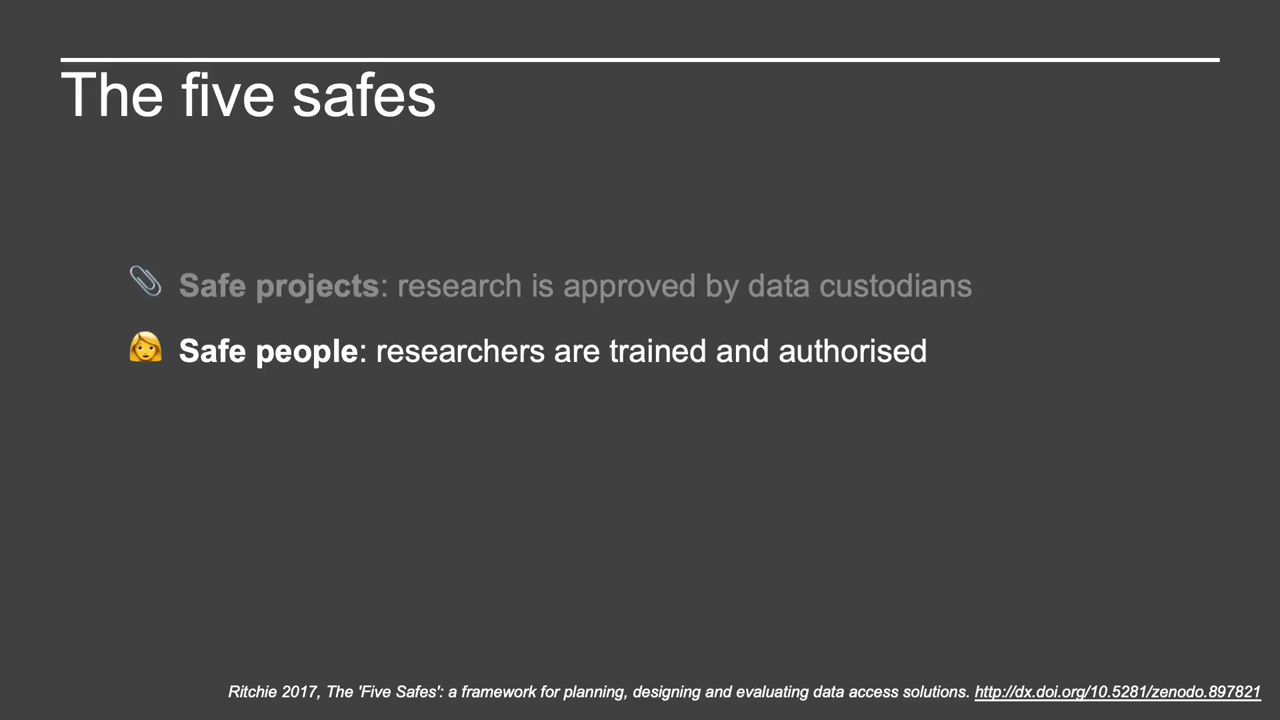 The five safes
Safe projects: research is approved by data custodians
Safe people: researchers are trained and authorised
Ritchie 2017, The 'Five Safes': a framework for planning, designing and evaluating data access solutions. http://dx.doi.org/10.5281/zenodo.897821